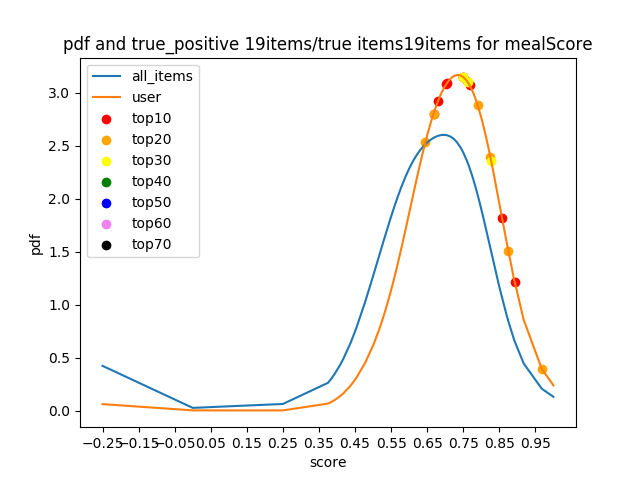 pdf and true_positive 19items/true items19items for mealScore
all_items
user
top10
top20
top30
top40
top50
top60
top70
pdf
3.0
2.5
2.0
1.5
1.0
0.5
0.0
−0.25 −0.15 −0.05 0.05 0.15 0.25 0.35 0.45 0.55 0.65 0.75 0.85 0.95
score